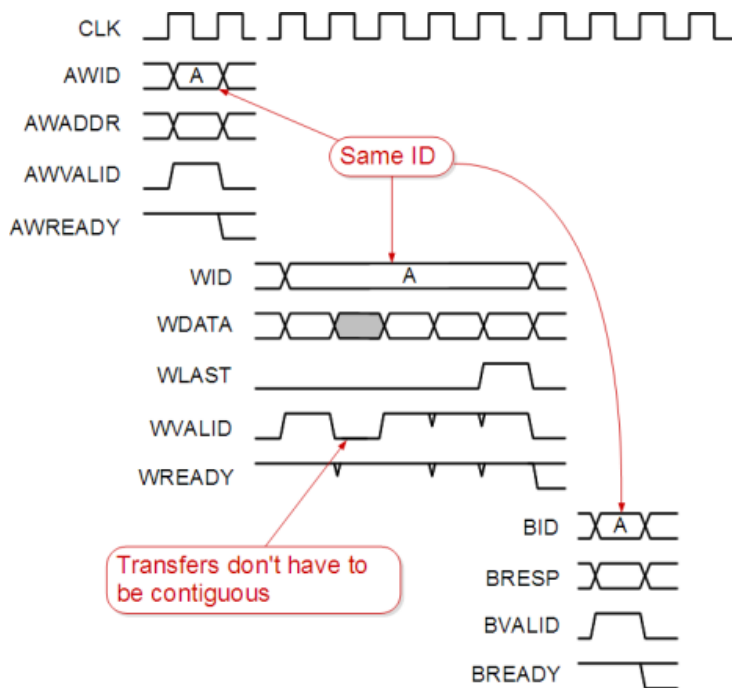 CLK
AWID A
AWADDR
AWVALID
Same ID
AWREADY
WID A
WDATA
WLAST
WVALID
WREADY
BID A
Transfers don't have to
be contiguous
BRESP
BVALID
BREADY